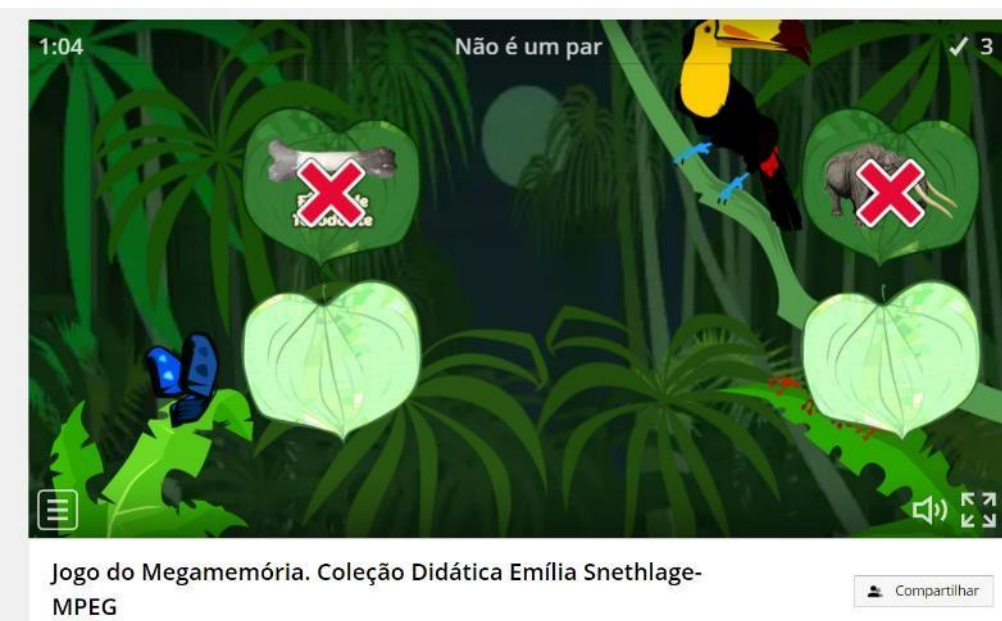 1:04
Não é um par
3
Jogo do Megamemória. Coleção Didática Emília Snethlage-
MPEG
Compartilhar